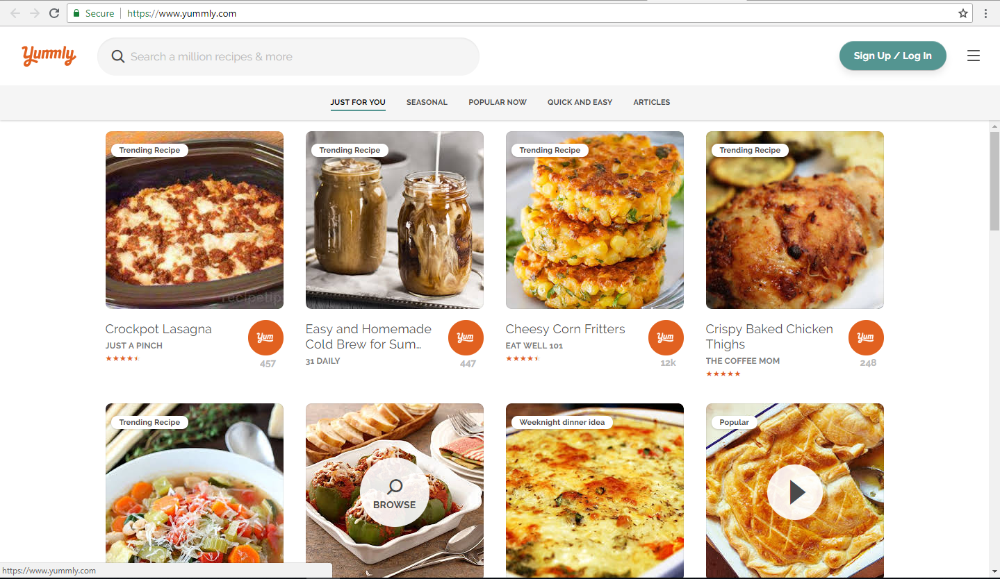 Secure https://www.yummly.com
Yummly
Search a million recipes & more
Sign Up / Log In
JUST FOR YOU SEASONAL POPULAR NOW QUICK AND EASY ARTICLES
Trending Recipe
Trending Recipe
Trending Recipe
Trending Recipe
recipetip
Crockpot Lasagna
JUST A PINCH
Yum
457
Easy and Homemade
Cold Brew for Sum...
31 DAILY
Yum
447
Cheesy Corn Fritters
EAT WELL 101
Yum
12k
Crispy Baked Chicken
Thighs
THE COFFEE MOM
Yum
248
Trending Recipe
BROWSE
Weeknight dinner idea
Popular
https://www.yummly.com